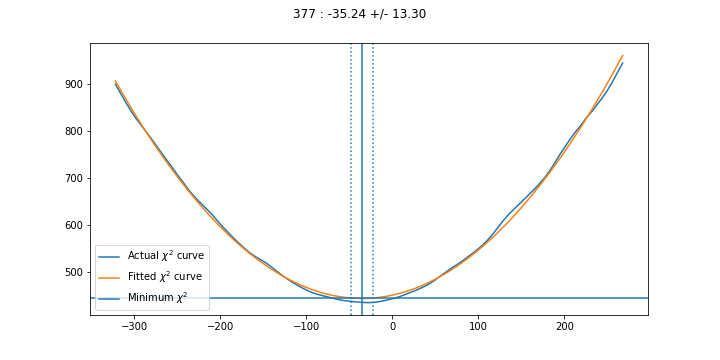 377 : -35.24 +/- 13.30
900
800
700
600
500
Actual χ² curve
Fitted χ² curve
Minimum χ²
−300 −200 −100 0 100 200